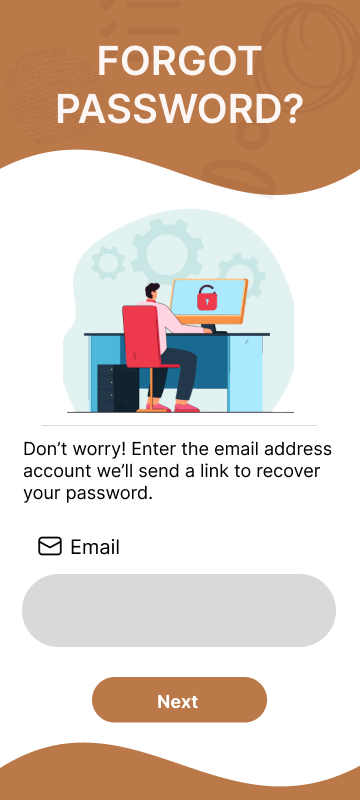 FORGOT
PASSWORD?
Don’t worry! Enter the email address
account we’ll send a link to recover
your password.
Email
Next